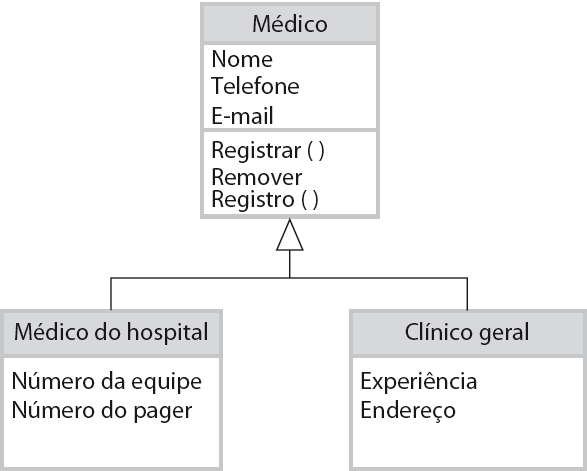 Médico
Nome
Telefone
E-mail
Registrar ( )
Remover
Registro ( )
Médico do hospital
Número da equipe
Número do pager
Clínico geral
Experiência
Endereço